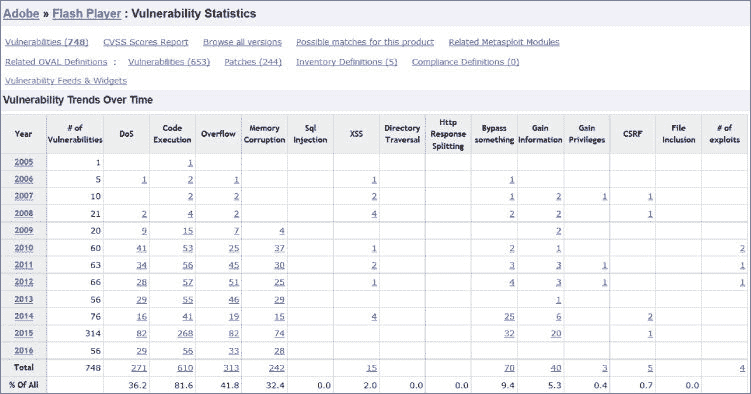 Adobe » Flash Player : Vulnerability Statistics
Vulnerabilities (748) CVSS Scores Report Browse all versions Possible matches for this product Related Metasploit Modules
Related OVAL Definitions : Vulnerabilities (653) Patches (244) Inventory Definitions (5) Compliance Definitions (0)
Vulnerability Feeds & Widgets
Vulnerability Trends Over Time
Year # of Vulnerabilities DoS Code Execution Overflow Memory Corruption Sql Injection XSS Directory Traversal Http Response Splitting Bypass something Gain Information Gain Privileges CSRF File Inclusion # of exploits
2005 1 1
2006 5 1 2 1 1 1
2007 10 2 2 2 1 2 1 1
2008 21 2 4 2 4 2 2 1
2009 20 9 15 7 4 2
2010 60 41 53 25 37 1 2 1 2
2011 63 34 56 45 30 2 3 3 1 1
2012 66 28 57 51 25 1 4 3 1 1
2013 56 29 55 46 29 1
2014 76 16 41 19 15 4 25 6 2
2015 314 82 268 82 74 32 20 1
2016 56 29 56 33 28
Total 748 271 610 313 242 15 70 40 3 5 4
% Of All 36.2 81.6 41.8 32.4 0.0 2.0 0.0 0.0 9.4 5.3 0.4 0.7 0.0